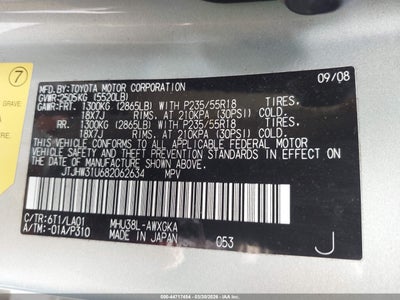 7
GRAVE
MFD.BY:TOYOTA MOTOR CORPORATION 09/08
GVWR:2505KG (5520LB)
GAWR:FRT. 1300KG (2865LB) WITH P235/55R18 TIRES,
18X7J RIMS, AT 210KPA (30PSI) COLD.
RR. 1300KG (2865LB) WITH P235/55R18 TIRES,
18X7J RIMS, AT 210KPA (30PSI) COLD.
THIS VEHICLE CONFORMS TO ALL APPLICABLE FEDERAL MOTOR
VEHICLE SAFETY STANDARDS IN EFFECT ON THE DATE OF
MANUFACTURE SHOWN ABOVE.
JTJHW31U682062634 MPV
C/TR:6T1/LA01 MHU38L-AWXGKA
A/TM:-01A/P310 MADE IN JAPAN 053 J